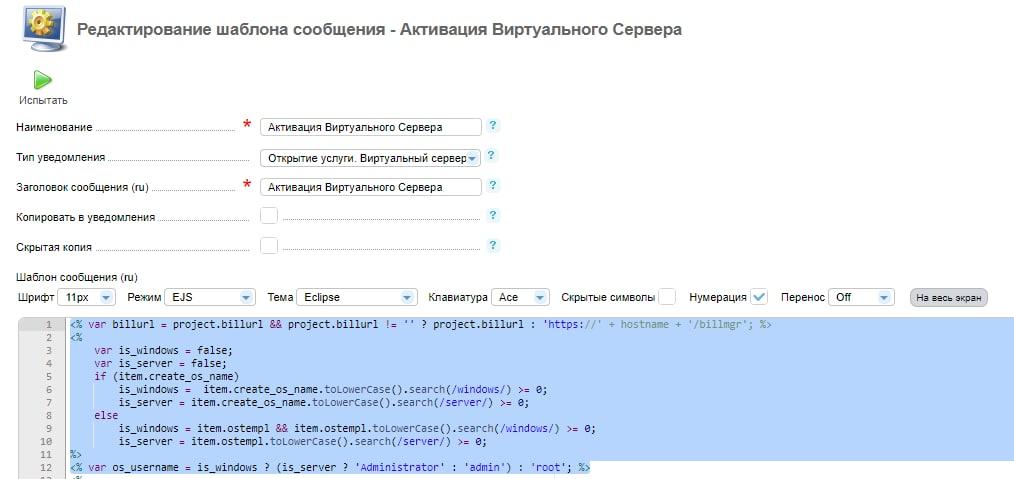 Редактирование шаблона сообщения - Активация Виртуального Сервера
Испытать
Наименование * Активация Виртуального Сервера ?
Тип уведомления Открытие услуги. Виртуальный сервер ?
Заголовок сообщения (ru) * Активация Виртуального Сервера ?
Копировать в уведомления ?
Скрытая копия ?
Шаблон сообщения (ru)
Шрифт 11px Режим EJS Тема Eclipse Клавиатура Ace Скрытые символы Нумерация Перенос Off На весь экран
1 <% var billurl = project.billurl && project.billurl != '' ? project.billurl : 'https://' + hostname + '/billmgr'; %>
2 <%
3 var is_windows = false;
4 var is_server = false;
5 if (item.create_os_name)
6 is_windows =  item.create_os_name.toLowerCase().search(/windows/) >= 0;
7 is_server = item.create_os_name.toLowerCase().search(/server/) >= 0;
8 else
9 is_windows = item.ostempl && item.ostempl.toLowerCase().search(/windows/) >= 0;
10 is_server = item.ostempl.toLowerCase().search(/server/) >= 0;
11 %>
12 <% var os_username = is_windows ? (is_server ? 'Administrator' : 'admin') : 'root'; %>